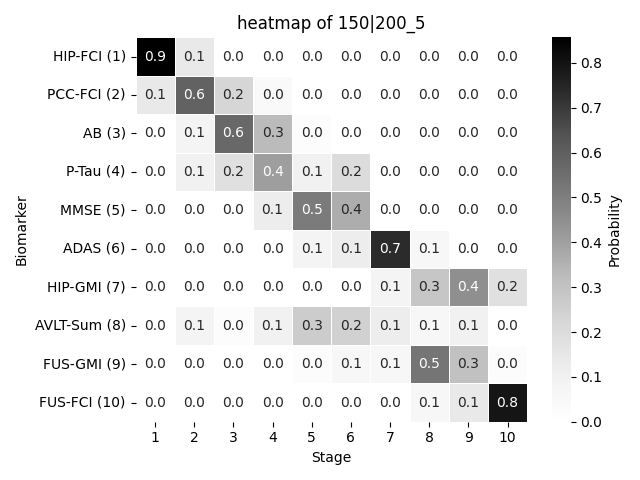 heatmap of 150|200_5
HIP-FCI (1) 0.9 0.1 0.0 0.0 0.0 0.0 0.0 0.0 0.0 0.0
PCC-FCI (2) 0.1 0.6 0.2 0.0 0.0 0.0 0.0 0.0 0.0 0.0
AB (3) 0.0 0.1 0.6 0.3 0.0 0.0 0.0 0.0 0.0 0.0
P-Tau (4) 0.0 0.1 0.2 0.4 0.1 0.2 0.0 0.0 0.0 0.0
MMSE (5) 0.0 0.0 0.0 0.1 0.5 0.4 0.0 0.0 0.0 0.0
ADAS (6) 0.0 0.0 0.0 0.0 0.1 0.1 0.7 0.1 0.0 0.0
HIP-GMI (7) 0.0 0.0 0.0 0.0 0.0 0.0 0.1 0.3 0.4 0.2
AVLT-Sum (8) 0.0 0.1 0.0 0.1 0.3 0.2 0.1 0.1 0.1 0.0
FUS-GMI (9) 0.0 0.0 0.0 0.0 0.0 0.1 0.1 0.5 0.3 0.0
FUS-FCI (10) 0.0 0.0 0.0 0.0 0.0 0.0 0.0 0.1 0.1 0.8
1 2 3 4 5 6 7 8 9 10
Stage
Biomarker
0.8
0.7
0.6
0.5
0.4
0.3
0.2
0.1
0.0
Probability